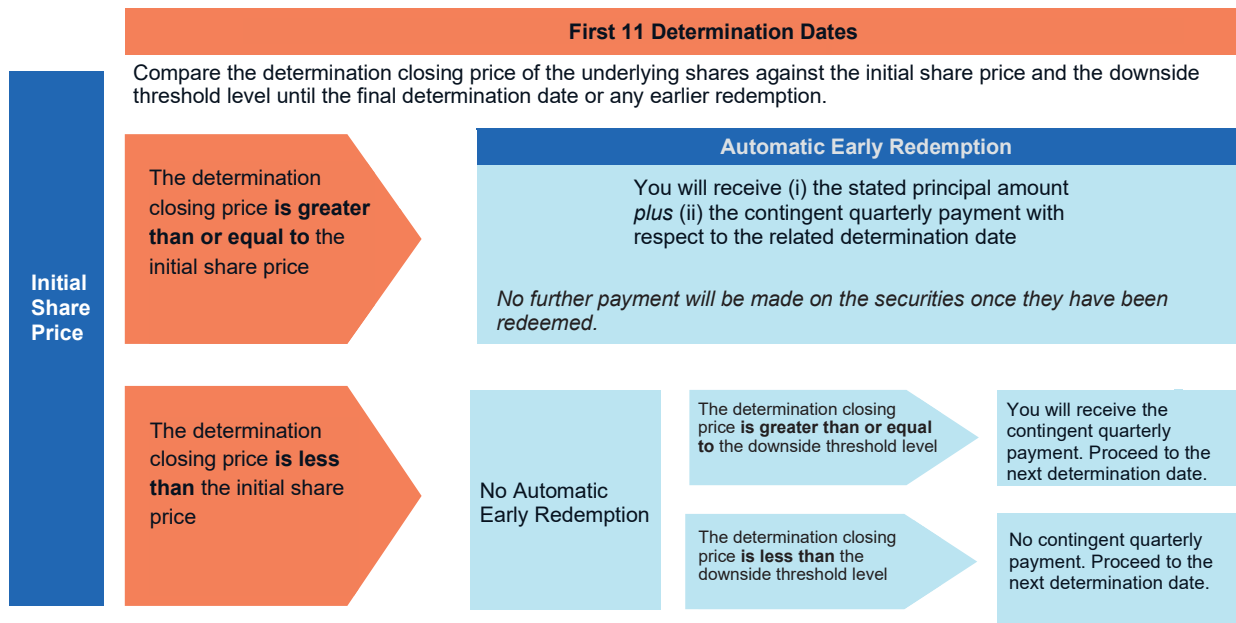 First 11 Determination Dates
Compare the determination closing price of the underlying shares against the initial share price and the downside
threshold level until the final determination date or any earlier redemption.
Initial
Share
Price
The determination
closing price is greater
than or equal to the
initial share price
Automatic Early Redemption
You will receive (i) the stated principal amount
plus (ii) the contingent quarterly payment with
respect to the related determination date
No further payment will be made on the securities once they have been
redeemed.
The determination
closing price is less
than the initial share
price
No Automatic
Early Redemption
The determination closing
price is greater than or equal
to the downside threshold level
You will receive the
contingent quarterly
payment. Proceed to the
next determination date.
The determination closing
price is less than the
downside threshold level
No contingent quarterly
payment. Proceed to the
next determination date.